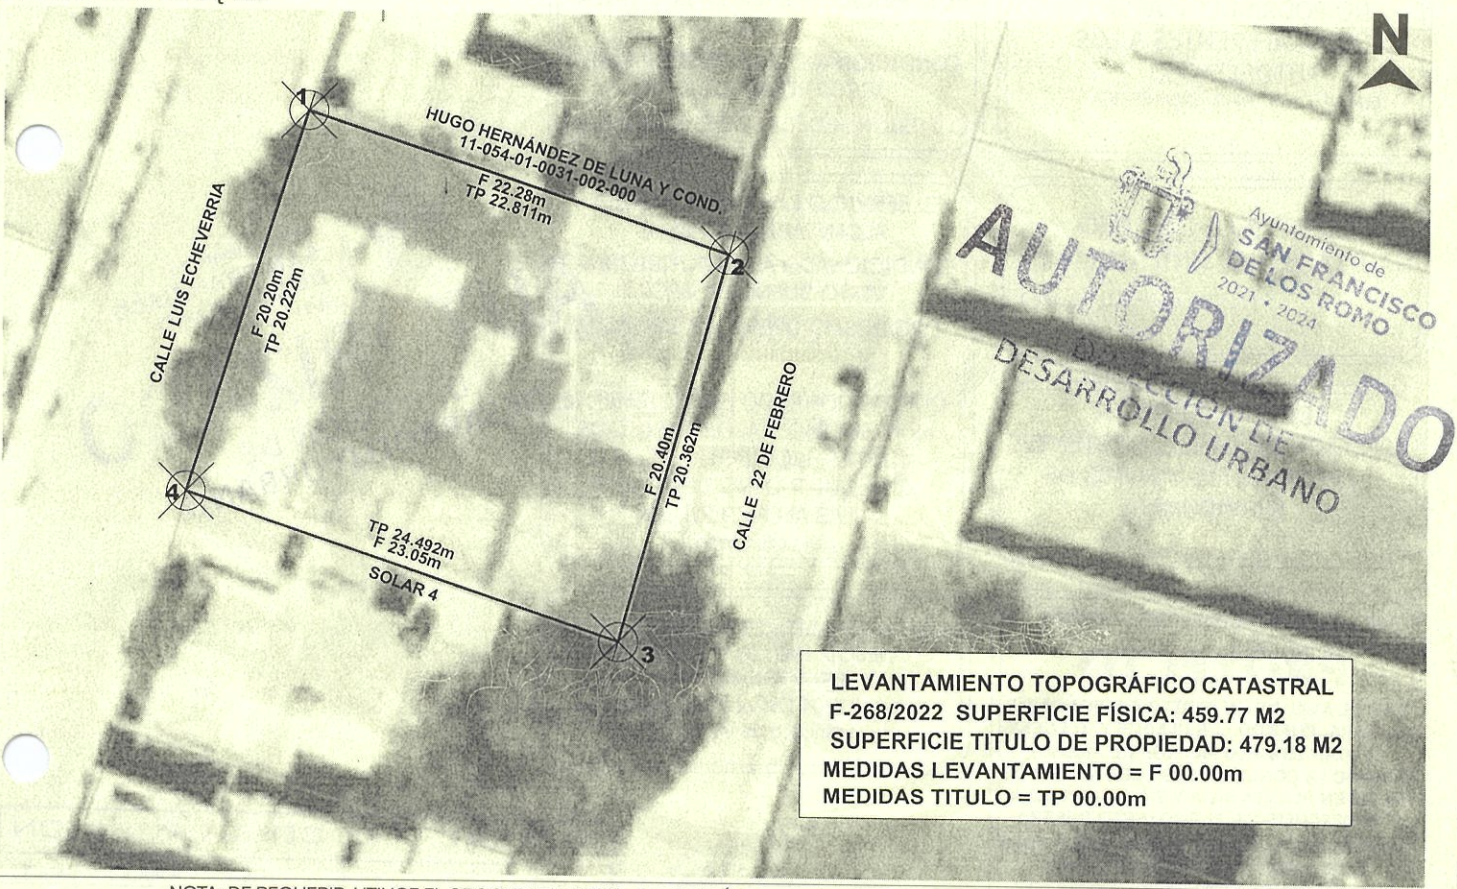 N
1
HUGO HERNÁNDEZ DE LUNA Y COND.
11-054-01-0031-002-000
F 22.28m
TP 22.811m
2
CALLE LUIS ECHEVERRIA
F 20.20m
TP 20.222m
F 20.40m
TP 20.362m
CALLE 22 DE FEBRERO
4
TP 24.492m
F 23.05m
SOLAR 4
3
Ayuntamiento de
SAN FRANCISCO
DE LOS ROMO
2021 • 2024
AUTORIZADO
DIRECCIÓN DE
DESARROLLO URBANO
LEVANTAMIENTO TOPOGRÁFICO CATASTRAL
F-268/2022 SUPERFICIE FÍSICA: 459.77 M2
SUPERFICIE TITULO DE PROPIEDAD: 479.18 M2
MEDIDAS LEVANTAMIENTO = F 00.00m
MEDIDAS TITULO = TP 00.00m